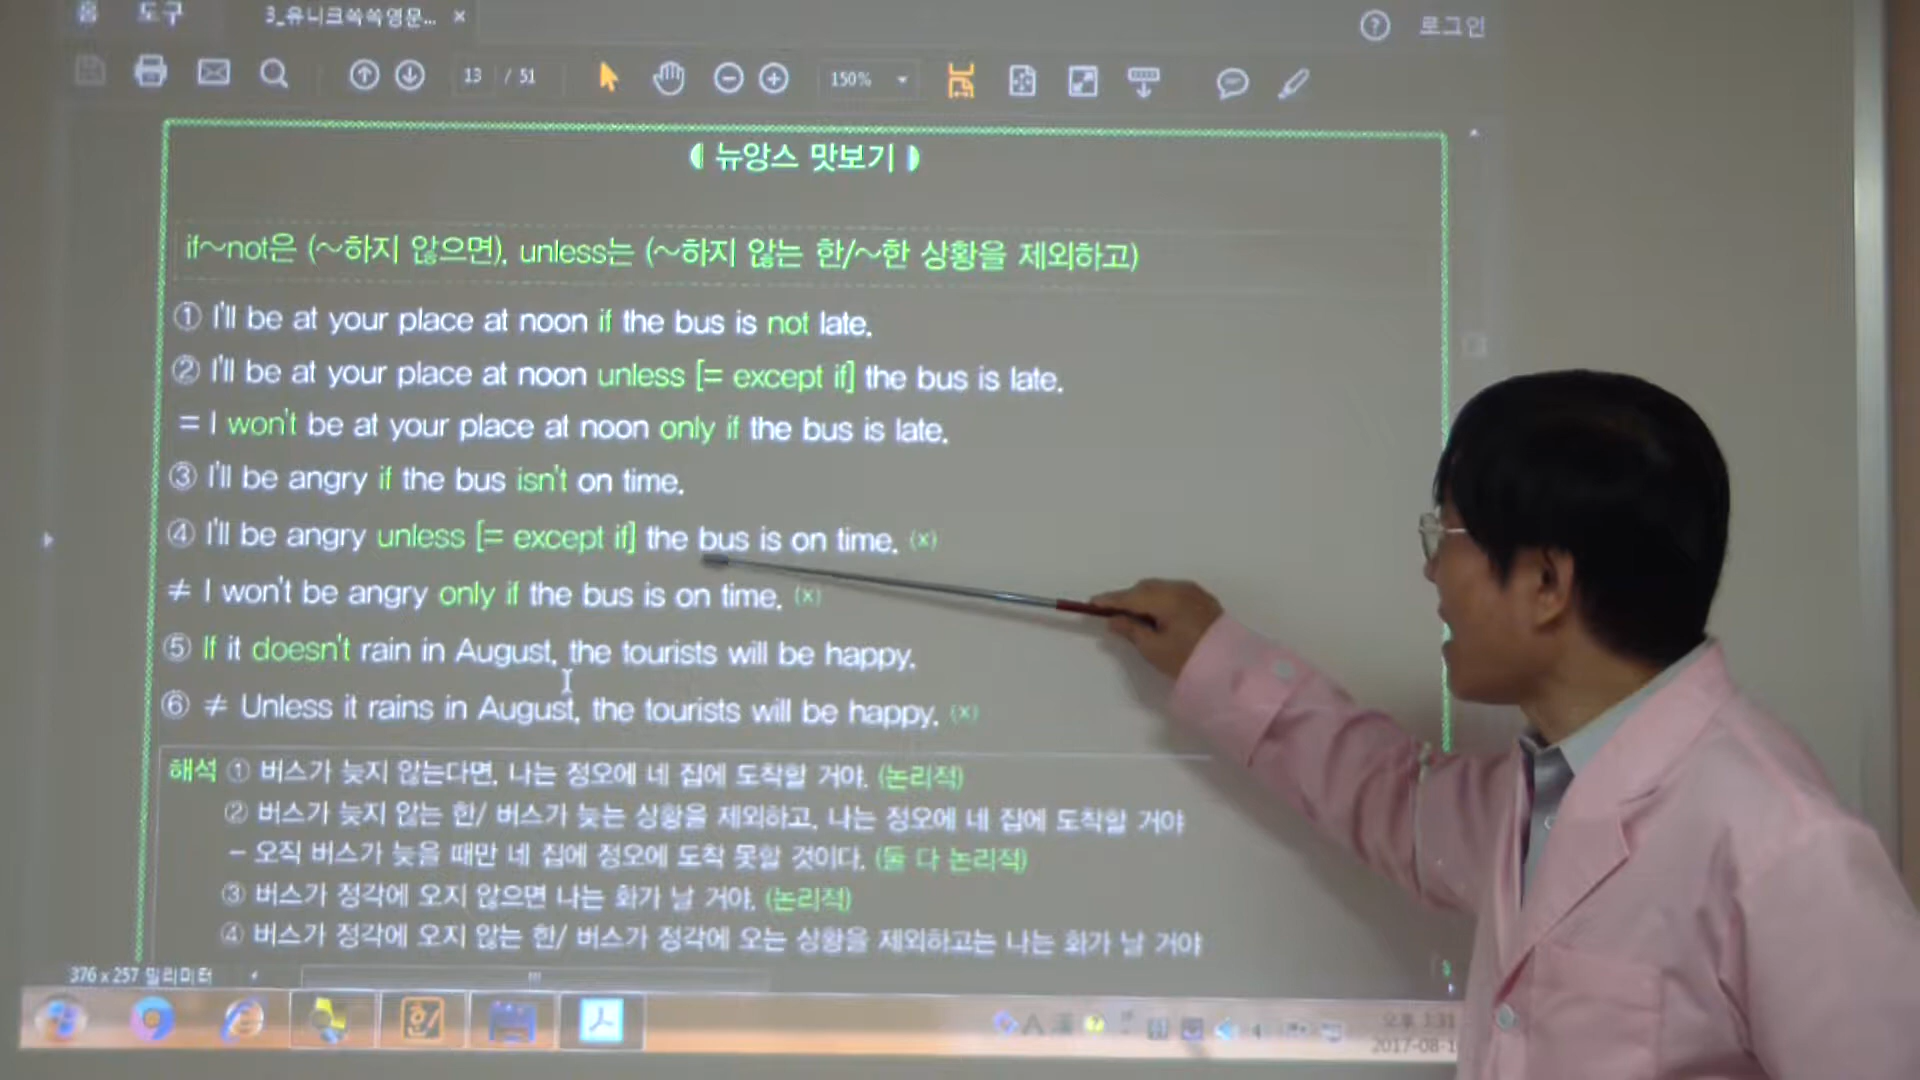 홈 도구 3_유니크쏙쏙영문... × ? 로그인
13 / 51 150%
뉴앙스 맛보기
if~not은 (~하지 않으면), unless는 (~하지 않는 한/~한 상황을 제외하고)
① I'll be at your place at noon if the bus is not late.
② I'll be at your place at noon unless [= except if] the bus is late.
= I won't be at your place at noon only if the bus is late.
③ I'll be angry if the bus isn't on time.
④ I'll be angry unless [= except if] the bus is on time. (×)
≠ I won't be angry only if the bus is on time. (×)
⑤ If it doesn't rain in August, the tourists will be happy.
⑥ ≠ Unless it rains in August, the tourists will be happy. (×)
해석 ① 버스가 늦지 않는다면, 나는 정오에 네 집에 도착할 거야. (논리적)
② 버스가 늦지 않는 한/ 버스가 늦는 상황을 제외하고, 나는 정오에 네 집에 도착할 거야
- 오직 버스가 늦을 때만 네 집에 정오에 도착 못할 것이다. (둘 다 논리적)
③ 버스가 정각에 오지 않으면 나는 화가 날 거야. (논리적)
④ 버스가 정각에 오지 않는 한/ 버스가 정각에 오는 상황을 제외하고는 나는 화가 날 거야
376 x 257 밀리미터
한/
A 漢
오후 3:31